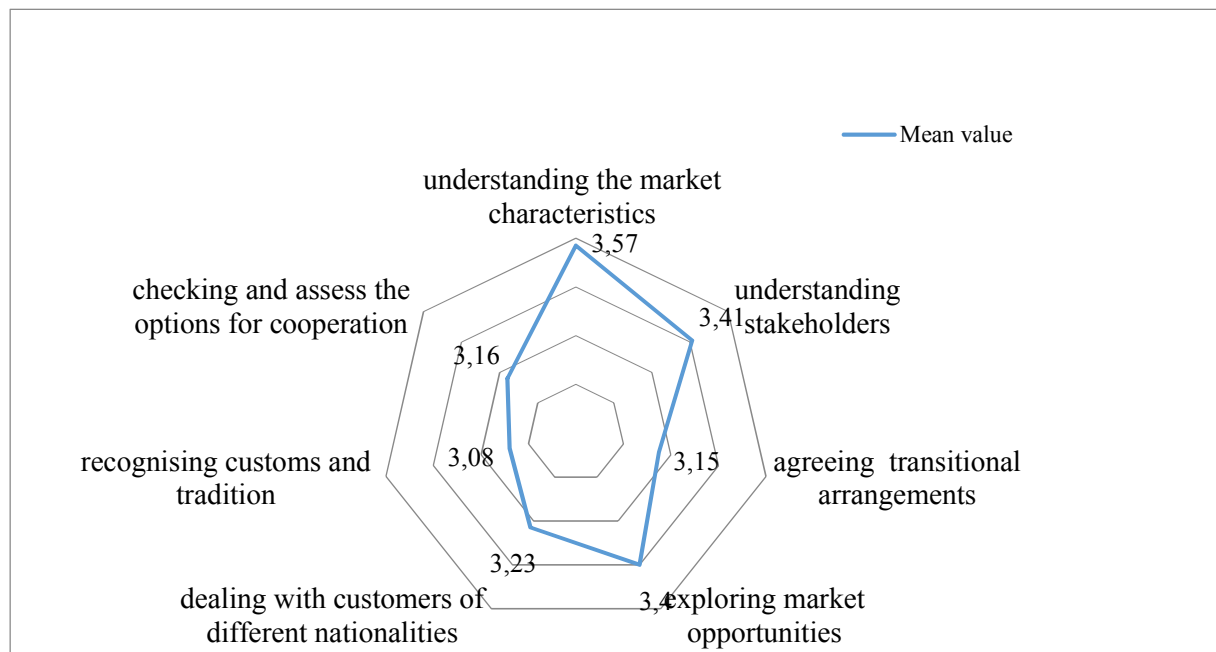 Mean value
understanding the market
characteristics
3,57
understanding
stakeholders
3,41
agreeing transitional
arrangements
3,15
exploring market
opportunities
3,4
dealing with customers of
different nationalities
3,23
recognising customs and
tradition
3,08
checking and assess the
options for cooperation
3,16